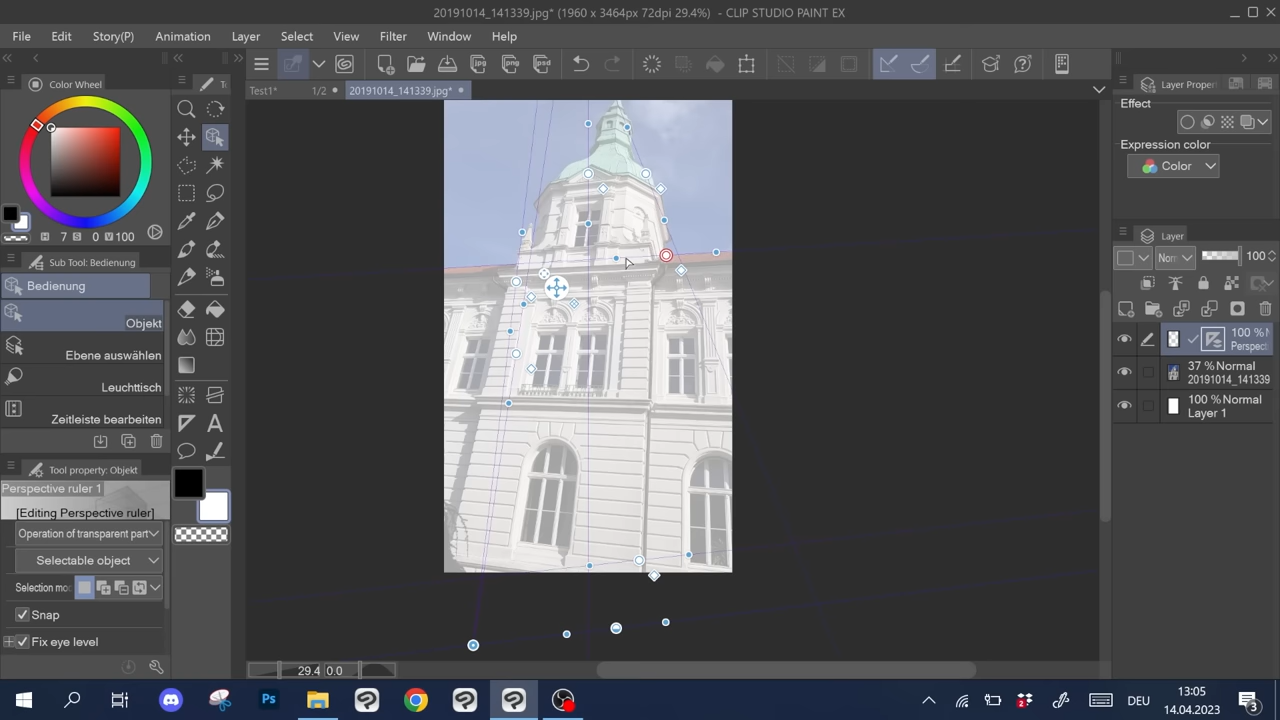 20191014_141339.jpg* (1960 x 3464px 72dpi 29.4%) - CLIP STUDIO PAINT EX
File Edit Story(P) Animation Layer Select View Filter Window Help
Test1* 1/2 20191014_141339.jpg*
Color Wheel
H 7 S 0 V 100
Sub Tool: Bedienung
Bedienung
Objekt
Ebene auswählen
Leuchttisch
Zeitleiste bearbeiten
Tool property: Objekt
Perspective ruler 1
[Editing Perspective ruler]
Operation of transparent part
Selectable object
Selection mo
Snap
Fix eye level
29.4 0.0
Layer Proper
Effect
Expression color
Color
Layer
Nor 100
100 %
Perspect
37 % Normal
20191014_141339
100 % Normal
Layer 1
Ps
DEU
13:05
14.04.2023
3